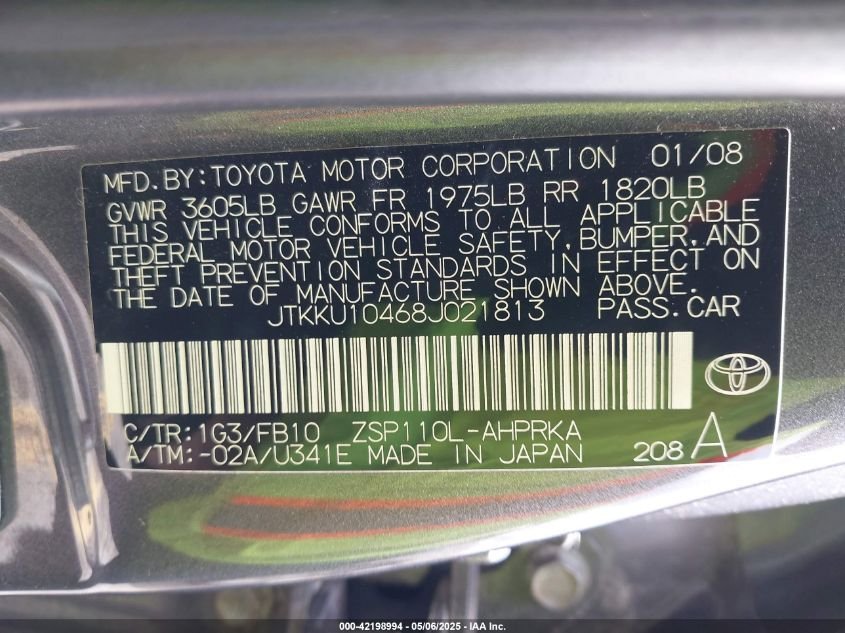 MFD. BY: TOYOTA MOTOR CORPORATION 01/08
GVWR 3605LB GAWR FR 1975LB RR 1820LB
THIS VEHICLE CONFORMS TO ALL APPLICABLE
FEDERAL MOTOR VEHICLE SAFETY, BUMPER, AND
THEFT PREVENTION STANDARDS IN EFFECT ON
THE DATE OF MANUFACTURE SHOWN ABOVE.
JTKKU10468J021813 PASS. CAR
C/TR: 1G3/FB10 ZSP110L-AHPRKA
A/TM: -02A/U341E MADE IN JAPAN 208 A
000-42198994 - 05/06/2025 - IAA Inc.